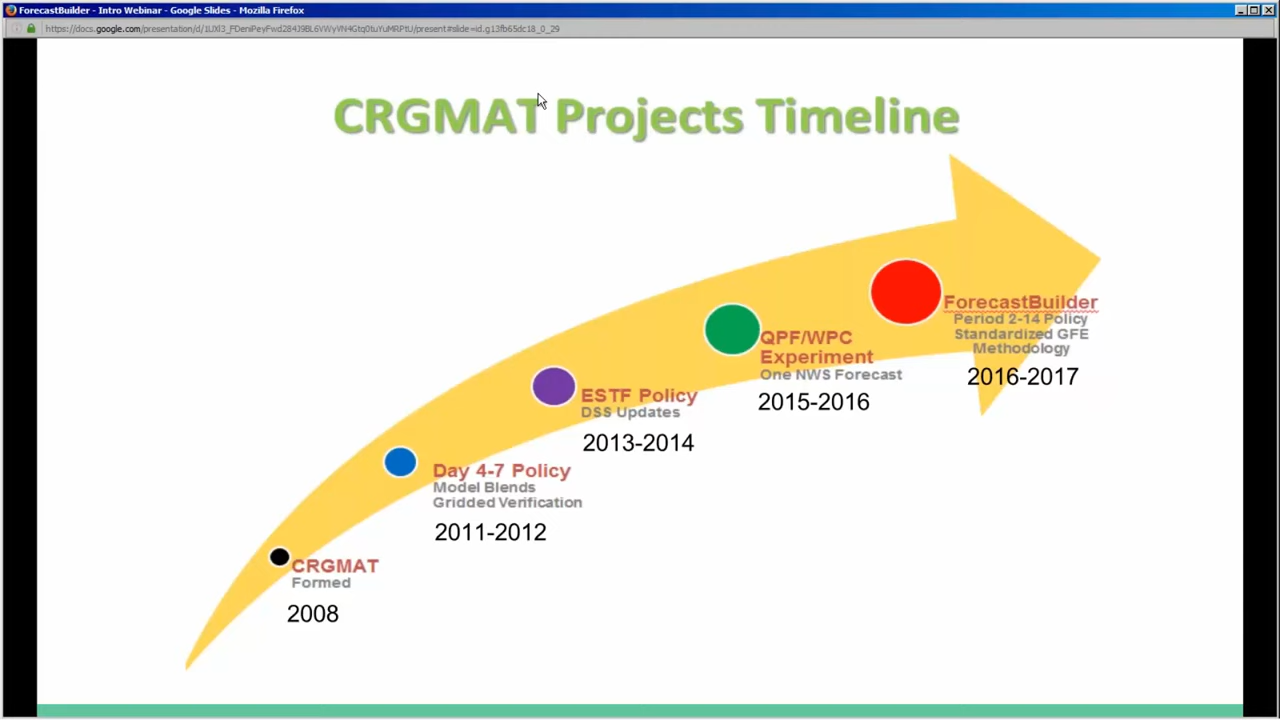 ForecastBuilder - Intro Webinar - Google Slides - Mozilla Firefox
CRGMAT Projects Timeline
ForecastBuilder
Period 2-14 Policy
Standardized GFE
Methodology
2016-2017
QPF/WPC
Experiment
One NWS Forecast
2015-2016
ESTF Policy
DSS Updates
2013-2014
Day 4-7 Policy
Model Blends
Gridded Verification
2011-2012
CRGMAT
Formed
2008